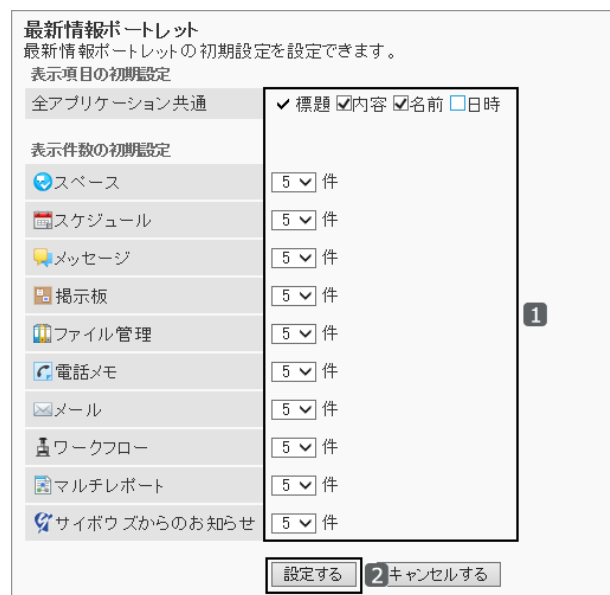 最新情報ポートレット
最新情報ポートレットの初期設定を設定できます。
表示項目の初期設定
全アプリケーション共通 標題 内容 名前 日時
表示件数の初期設定
スペース 5 件
スケジュール 5 件
メッセージ 5 件
掲示板 5 件
1
ファイル管理 5 件
電話メモ 5 件
メール 5 件
ワークフロー 5 件
マルチレポート 5 件
サイボウズからのお知らせ 5 件
設定する 2 キャンセルする